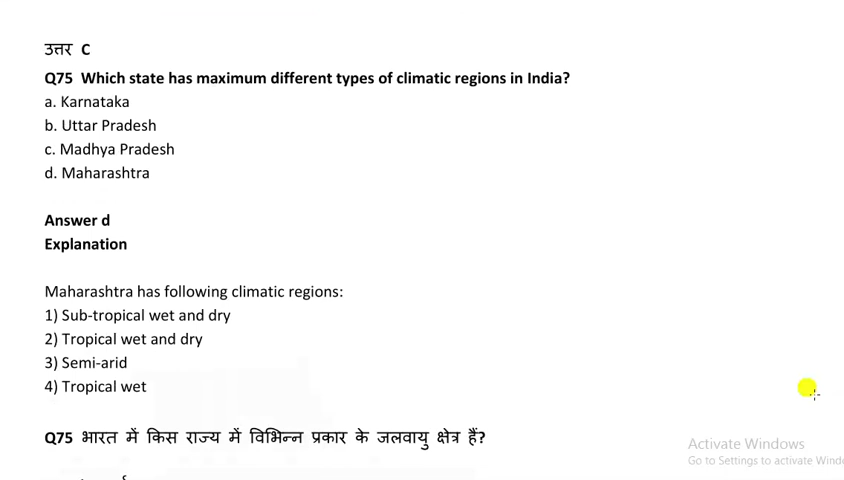 उत्तर C
Q75 Which state has maximum different types of climatic regions in India?
a. Karnataka
b. Uttar Pradesh
c. Madhya Pradesh
d. Maharashtra
Answer d
Explanation
Maharashtra has following climatic regions:
1) Sub-tropical wet and dry
2) Tropical wet and dry
3) Semi-arid
4) Tropical wet
Q75 भारत में किस राज्य में विभिन्न प्रकार के जलवायु क्षेत्र हैं?
Activate Windows
Go to Settings to activate